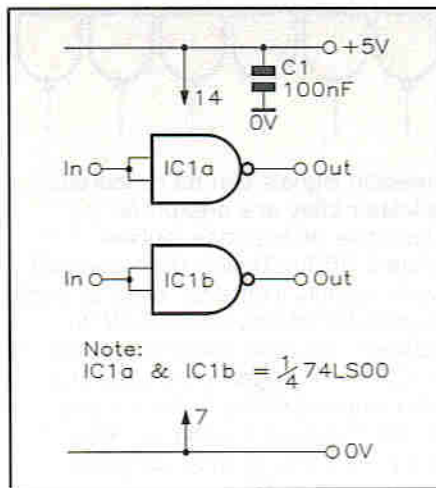 +5V
C1
100nF
14
0V
In IC1a Out
In IC1b Out
Note:
IC1a & IC1b = 1/4 74LS00
7
0V